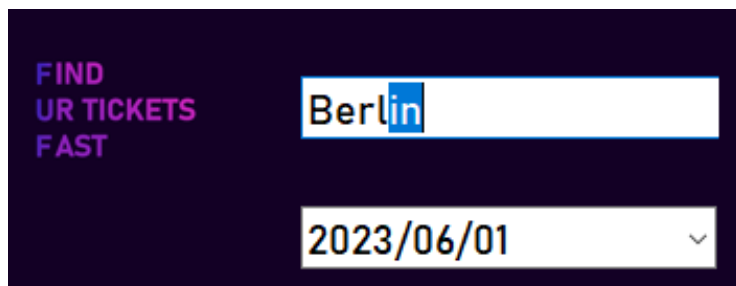 FIND
UR TICKETS
FAST
Berlin
2023/06/01